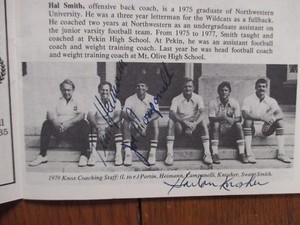 Hal Smith, offensive back coach, is a 1975 graduate of Northwestern
University. He was a three year letterman for the Wildcats as a fullback.
He coached two years at Northwestern as an undergraduate assistant on
the junior varsity football team. From 1975 to 1977, Smith taught and
coached at Pekin High School. At Pekin, he was an assistant football
coach and weight training coach. Last year he was head football coach
and weight training coach at Mt. Olive High School.
1979 Knox Coaching Staff: (L to r) Partin, Heimann, Campanelli, Knosher, Swan, Smith.
Harlan Knosher